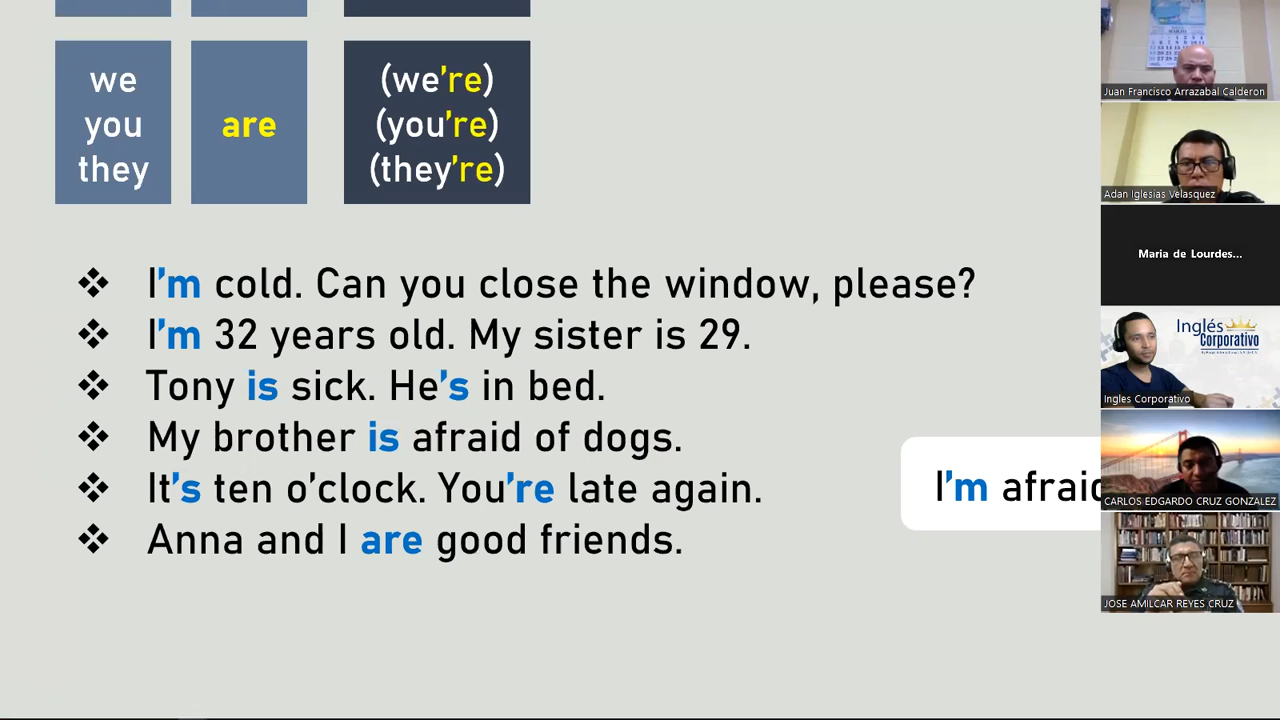 we
you
they
are
(we're)
(you're)
(they're)
❖ I'm cold. Can you close the window, please?
❖ I'm 32 years old. My sister is 29.
❖ Tony is sick. He's in bed.
❖ My brother is afraid of dogs.
❖ It's ten o'clock. You're late again.
❖ Anna and I are good friends.
I'm afraid
Juan Francisco Arrazabal Calderon
Adan Iglesias Velasquez
Maria de Lourdes...
Inglés
Corporativo
Ingles Corporativo
CARLOS EDGARDO CRUZ GONZALEZ
JOSE AMILCAR REYES CRUZ